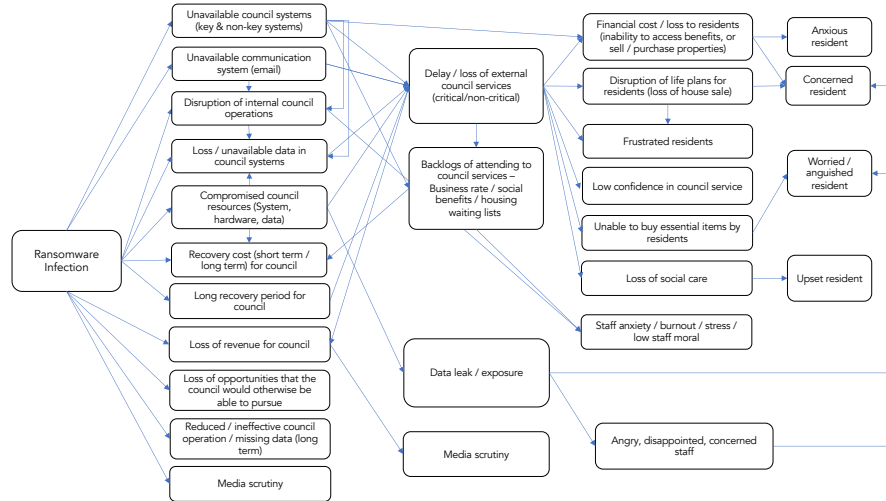 Unavailable council systems
(key & non-key systems)
Unavailable communication
system (email)
Disruption of internal council
operations
Loss / unavailable data in
council systems
Compromised council
resources (System,
hardware, data)
Ransomware
Infection
Recovery cost (short term /
long term) for council
Long recovery period for
council
Loss of revenue for council
Loss of opportunities that the
council would otherwise be
able to pursue
Reduced / ineffective council
operation / missing data (long
term)
Media scrutiny
Delay / loss of external
council services
(critical/non-critical)
Backlogs of attending to
council services –
Business rate / social
benefits / housing
waiting lists
Data leak / exposure
Media scrutiny
Financial cost / loss to residents
(inability to access benefits, or
sell / purchase properties)
Disruption of life plans for
residents (loss of house sale)
Frustrated residents
Low confidence in council service
Unable to buy essential items by
residents
Loss of social care
Staff anxiety / burnout / stress /
low staff moral
Angry, disappointed, concerned
staff
Anxious
resident
Concerned
resident
Worried /
anguished
resident
Upset resident